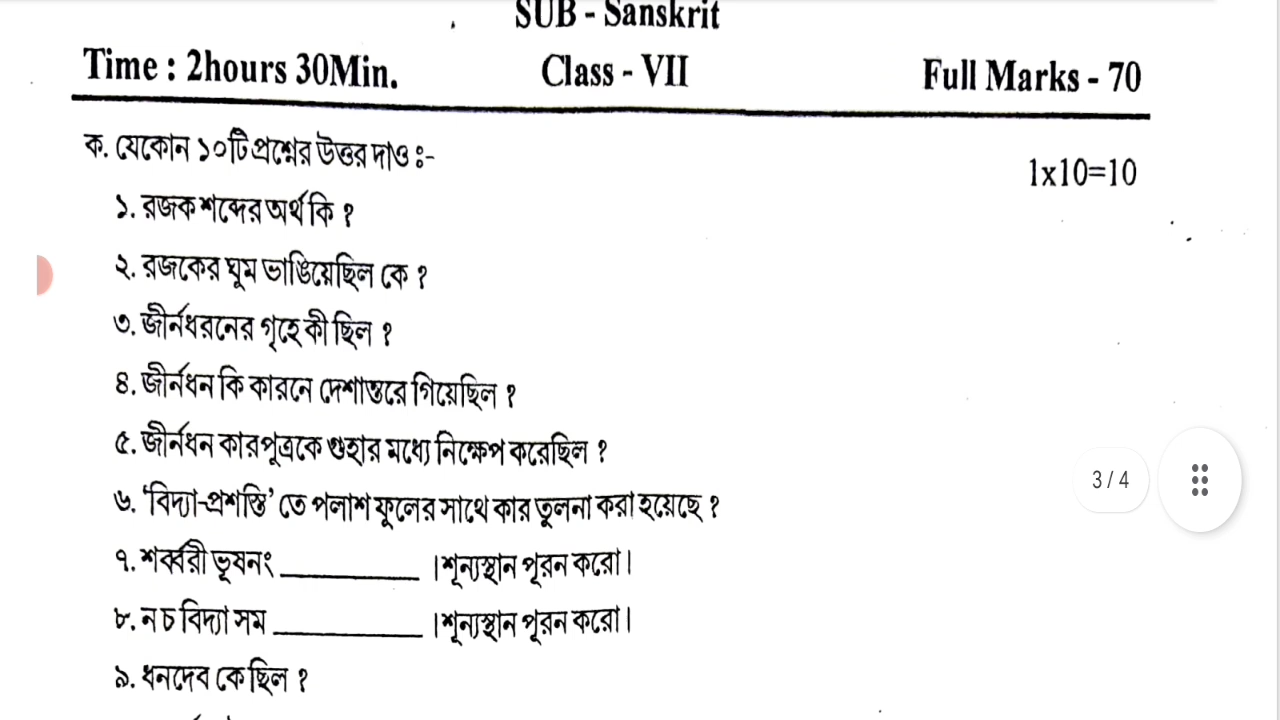 SUB - Sanskrit
Time : 2hours 30Min. Class - VII Full Marks - 70
ক. যেকোন ১০টি প্রশ্নের উত্তর দাও ঃ- 1x10=10
১. রজক শব্দের অর্থ কি ?
২. রজকের ঘুম ভাঙিয়েছিল কে ?
৩. জীর্নধরনের গৃহে কী ছিল ?
৪. জীর্নধন কি কারনে দেশান্তরে গিয়েছিল ?
৫. জীর্নধন কার পুত্রকে গুহার মধ্যে নিক্ষেপ করেছিল ?
৬. ‘বিদ্যা-প্রশস্তি’ তে পলাশ ফুলের সাথে কার তুলনা করা হয়েছে ?
৭. শর্ব্বরী ভূষনং __________ । শূন্যস্থান পূরন করো।
৮. ন চ বিদ্যা সম __________ । শূন্যস্থান পূরন করো।
৯. ধনদেব কে ছিল ?
3 / 4